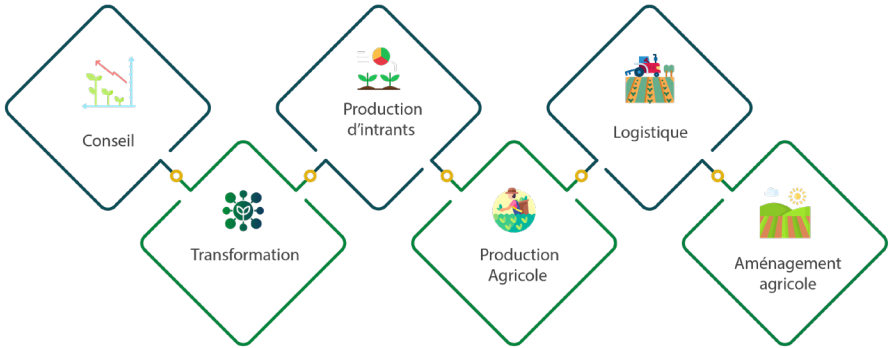 Conseil
Transformation
Production
d'intrants
Production
Agricole
Logistique
Aménagement
agricole